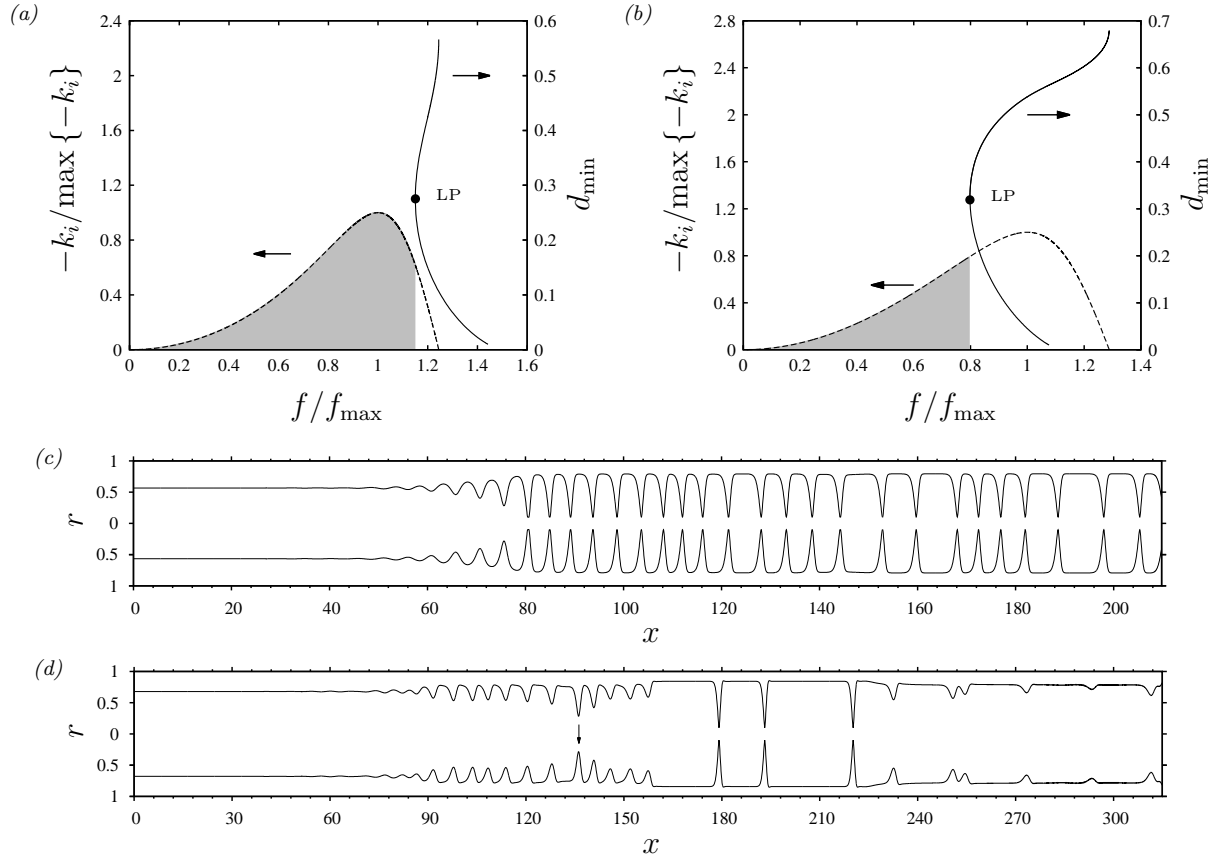 (a)
2.4
2
1.6
1.2
0.8
0.4
0
0.6
0.5
0.4
0.3
0.2
0.1
0
0 0.2 0.4 0.6 0.8 1 1.2 1.4 1.6
−k_i/max {−k_i}
d_min
LP
f/f_max
(b)
2.8
2.4
2
1.6
1.2
0.8
0.4
0
0.7
0.6
0.5
0.4
0.3
0.2
0.1
0
0 0.2 0.4 0.6 0.8 1 1.2 1.4
−k_i/max {−k_i}
d_min
LP
f/f_max
(c)
1
0.5
0
0.5
1
r
0 20 40 60 80 100 120 140 160 180 200
x
(d)
1
0.5
0
0.5
1
r
0 30 60 90 120 150 180 210 240 270 300
x